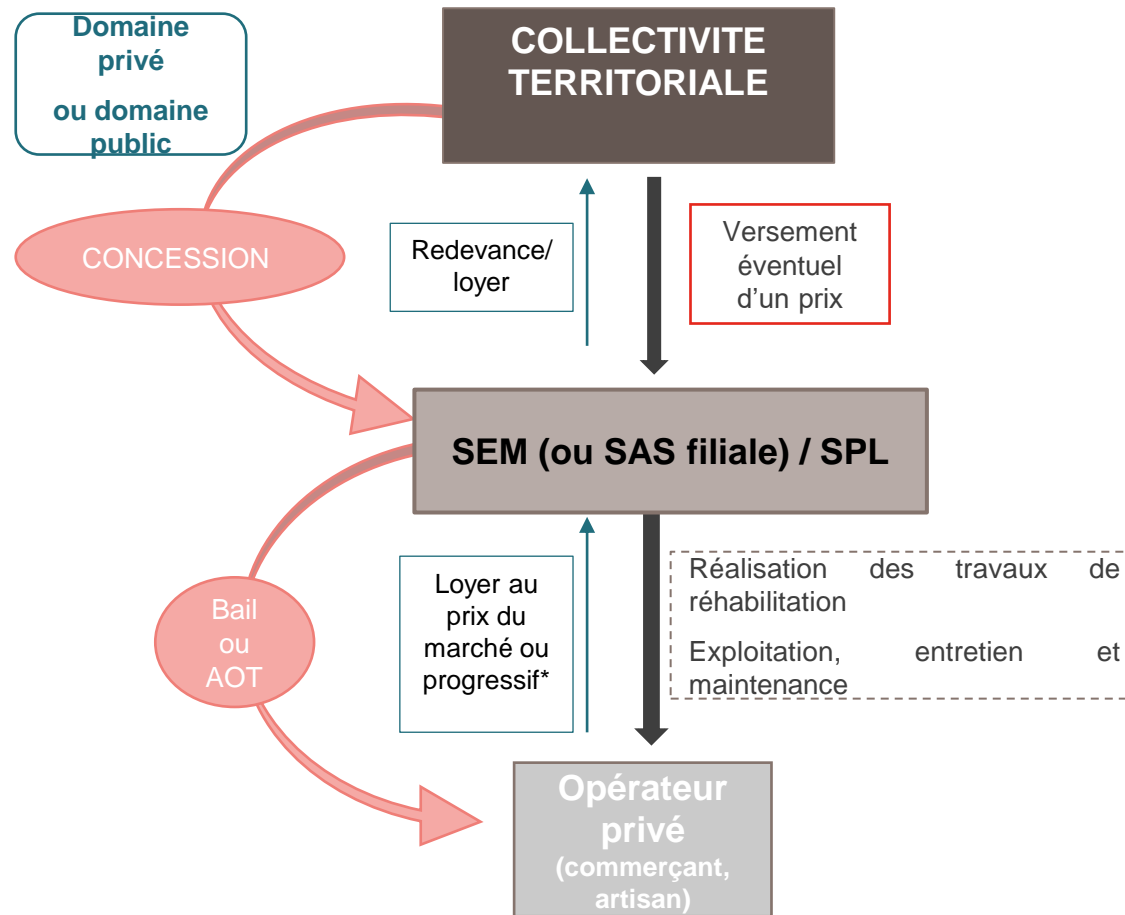 Domaine
privé
ou domaine
public
COLLECTIVITE
TERRITORIALE
CONCESSION
Redevance/
loyer
Versement
éventuel
d’un prix
SEM (ou SAS filiale) / SPL
Bail
ou
AOT
Loyer au
prix du
marché ou
progressif*
Réalisation des travaux de
réhabilitation
Exploitation, entretien et
maintenance
Opérateur
privé
(commerçant,
artisan)